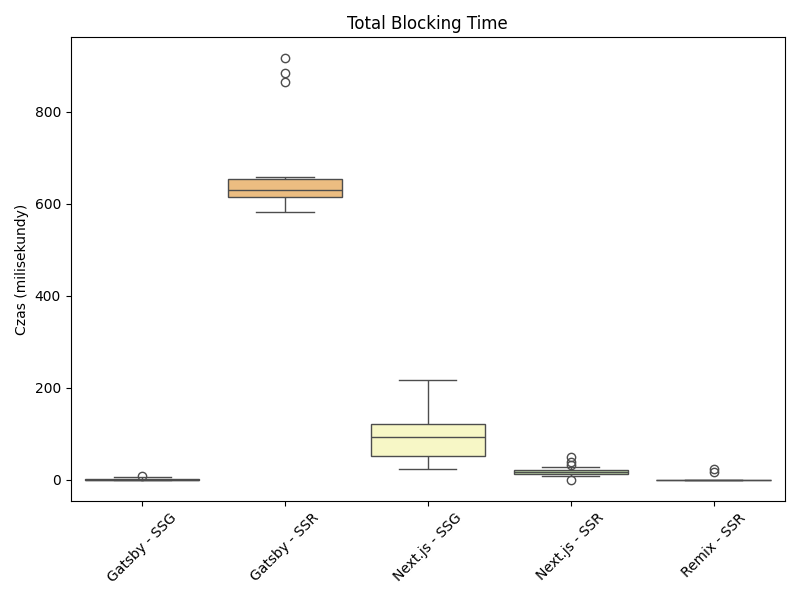 Total Blocking Time
Czas (milisekundy)
800
600
400
200
0
Gatsby - SSG
Gatsby - SSR
Next.js - SSG
Next.js - SSR
Remix - SSR